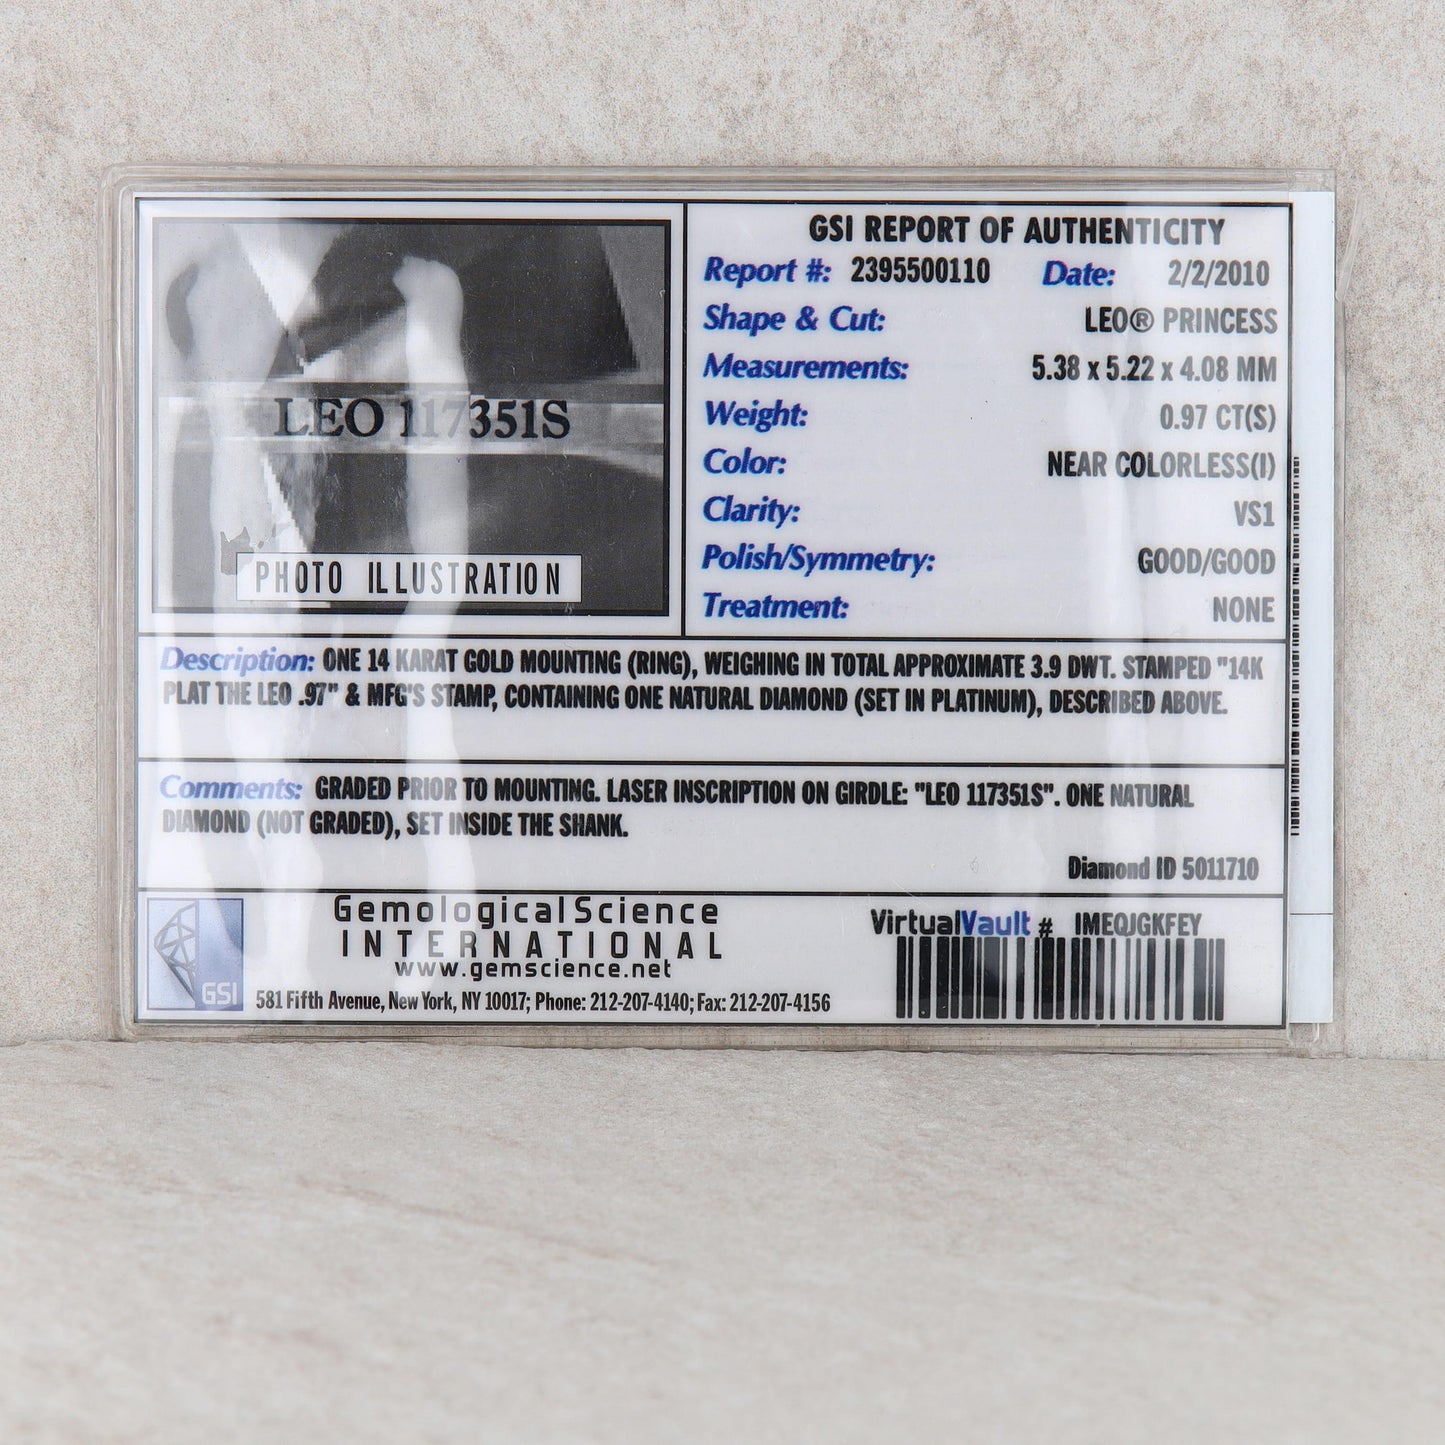 LEO 117351S
PHOTO ILLUSTRATION
GSI REPORT OF AUTHENTICITY
Report #: 2395500110 Date: 2/2/2010
Shape & Cut: LEO® PRINCESS
Measurements: 5.38 x 5.22 x 4.08 MM
Weight: 0.97 CT(S)
Color: NEAR COLORLESS(I)
Clarity: VS1
Polish/Symmetry: GOOD/GOOD
Treatment: NONE
Description: ONE 14 KARAT GOLD MOUNTING (RING), WEIGHING IN TOTAL APPROXIMATE 3.9 DWT. STAMPED "14K
PLAT THE LEO .97" & MFG'S STAMP, CONTAINING ONE NATURAL DIAMOND (SET IN PLATINUM), DESCRIBED ABOVE.
Comments: GRADED PRIOR TO MOUNTING. LASER INSCRIPTION ON GIRDLE: "LEO 117351S". ONE NATURAL
DIAMOND (NOT GRADED), SET INSIDE THE SHANK.
Diamond ID 5011710
GSI
Gemological Science
INTERNATIONAL
www.gemscience.net
581 Fifth Avenue, New York, NY 10017; Phone: 212-207-4140; Fax: 212-207-4156
VirtualVault # IMEQJGKFEY